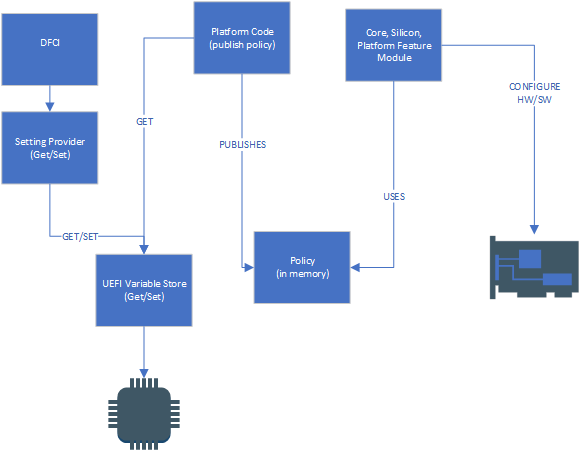 DFCI
Platform Code
(publish policy)
Core, Silicon,
Platform Feature
Module
CONFIGURE
HW/SW
GET
Setting Provider
(Get/Set)
PUBLISHES
USES
GET/SET
Policy
(in memory)
UEFI Variable Store
(Get/Set)